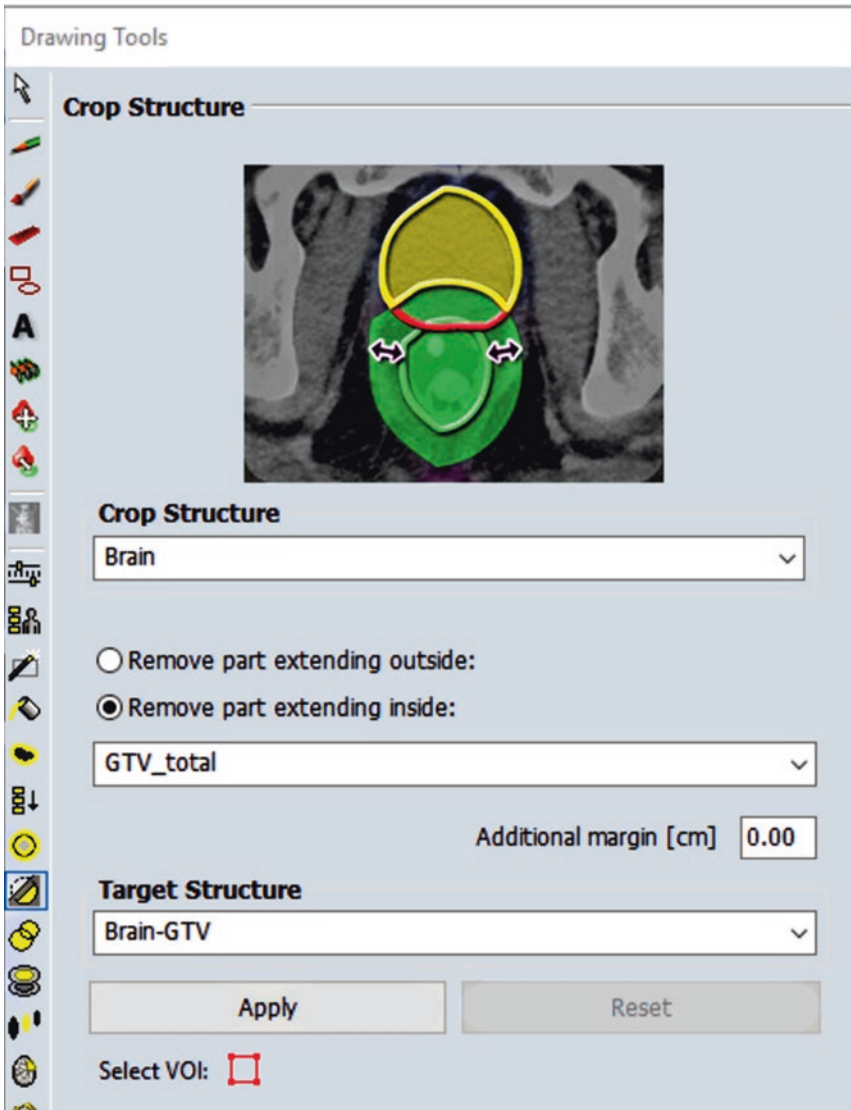 Drawing Tools
Crop Structure
A
Crop Structure
Brain
Remove part extending outside:
Remove part extending inside:
GTV_total
Additional margin [cm] 0.00
Target Structure
Brain-GTV
Apply Reset
Select VOI: